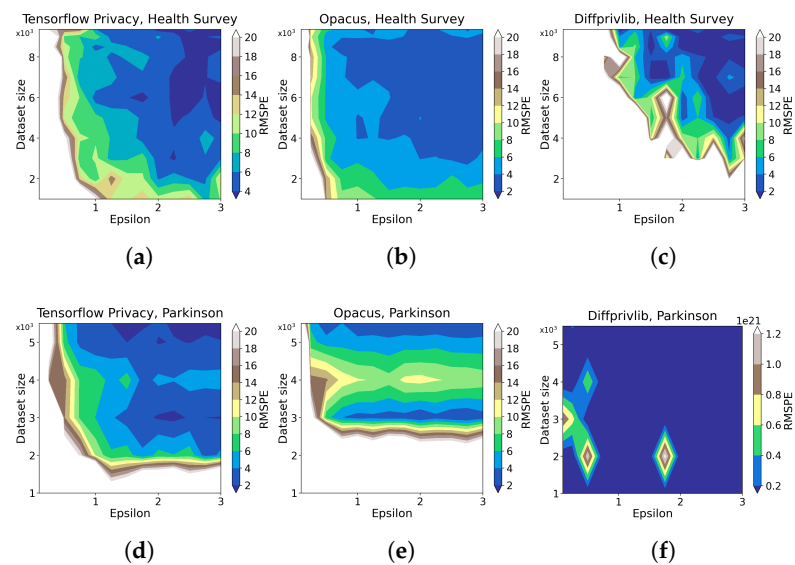 Tensorflow Privacy, Health Survey
x10³
8
6
4
2
Dataset size
1
2
3
Epsilon
20
18
16
14
12
10
8
6
4
RMSPE
(a)
Opacus, Health Survey
x10³
8
6
4
2
Dataset size
1
2
3
Epsilon
20
18
16
14
12
10
8
6
4
2
RMSPE
(b)
Diffprivlib, Health Survey
x10³
8
6
4
2
Dataset size
1
2
3
Epsilon
20
18
16
14
12
10
8
6
4
2
RMSPE
(c)
Tensorflow Privacy, Parkinson
x10³
5
4
3
2
1
Dataset size
1
2
3
Epsilon
20
18
16
14
12
10
8
6
4
2
RMSPE
(d)
Opacus, Parkinson
x10³
5
4
3
2
1
Dataset size
1
2
3
Epsilon
20
18
16
14
12
10
8
6
4
2
RMSPE
(e)
Diffprivlib, Parkinson
1e21
x10³
5
4
3
2
1
Dataset size
1
2
3
Epsilon
1.2
1.0
0.8
0.6
0.4
0.2
RMSPE
(f)